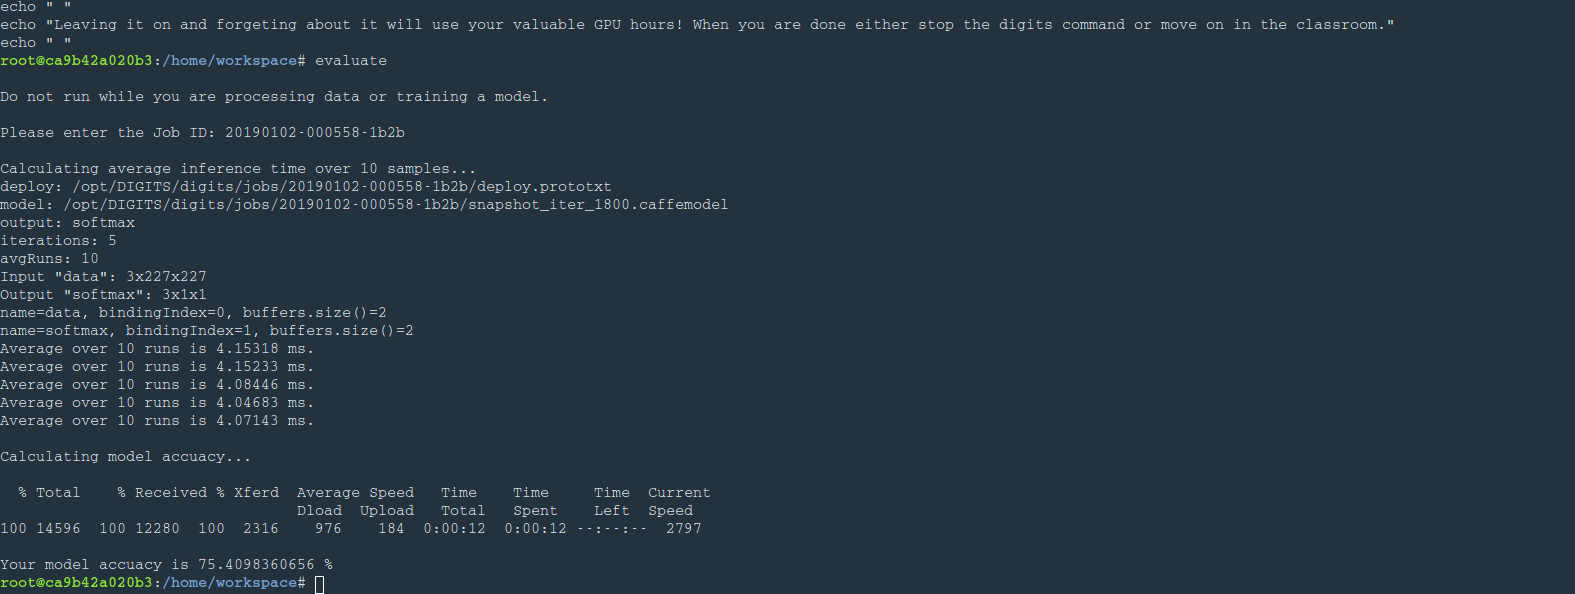 echo " "
echo "Leaving it on and forgeting about it will use your valuable GPU hours! When you are done either stop the digits command or move on in the classroom."
echo " "
root@ca9b42a020b3:/home/workspace# evaluate
Do not run while you are processing data or training a model.
Please enter the Job ID: 20190102-000558-1b2b
Calculating average inference time over 10 samples...
deploy: /opt/DIGITS/digits/jobs/20190102-000558-1b2b/deploy.prototxt
model: /opt/DIGITS/digits/jobs/20190102-000558-1b2b/snapshot_iter_1800.caffemodel
output: softmax
iterations: 5
avgRuns: 10
Input "data": 3x227x227
Output "softmax": 3x1x1
name=data, bindingIndex=0, buffers.size()=2
name=softmax, bindingIndex=1, buffers.size()=2
Average over 10 runs is 4.15318 ms.
Average over 10 runs is 4.15233 ms.
Average over 10 runs is 4.08446 ms.
Average over 10 runs is 4.04683 ms.
Average over 10 runs is 4.07143 ms.
Calculating model accuacy...
% Total % Received % Xferd Average Speed Time Time Time Current
Dload Upload Total Spent Left Speed
100 14596 100 12280 100 2316 976 184 0:00:12 0:00:12 --:--:-- 2797
Your model accuacy is 75.4098360656 %
root@ca9b42a020b3:/home/workspace#